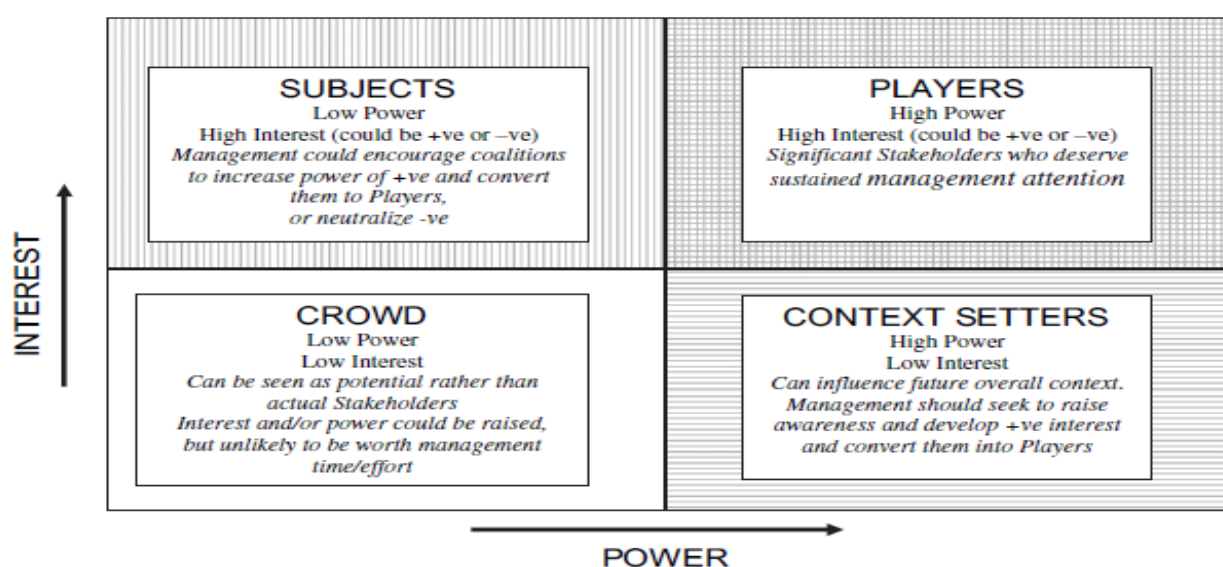 SUBJECTS
Low Power
High Interest (could be +ve or –ve)
Management could encourage coalitions
to increase power of +ve and convert
them to Players,
or neutralize -ve
PLAYERS
High Power
High Interest (could be +ve or –ve)
Significant Stakeholders who deserve
sustained management attention
INTEREST
CROWD
Low Power
Low Interest
Can be seen as potential rather than
actual Stakeholders
Interest and/or power could be raised,
but unlikely to be worth management
time/effort
CONTEXT SETTERS
High Power
Low Interest
Can influence future overall context.
Management should seek to raise
awareness and develop +ve interest
and convert them into Players
POWER